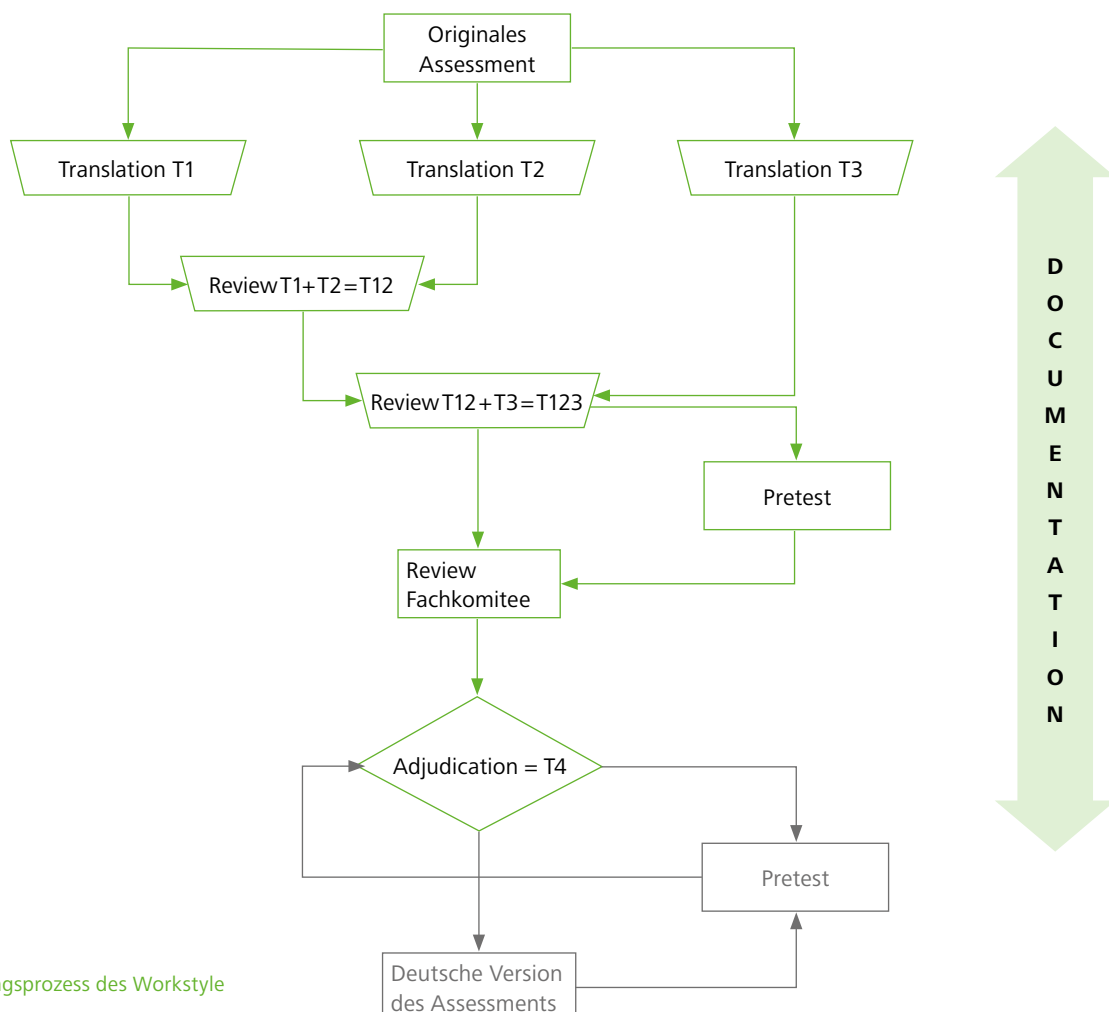 Originales
Assessment
Translation T1
Translation T2
Translation T3
Review T1+T2=T12
Review T12+T3=T123
Pretest
Review
Fachkomitee
Adjudication = T4
Pretest
Deutsche Version
des Assessments
gsprozess des Workstyle
D
O
C
U
M
E
N
T
A
T
I
O
N